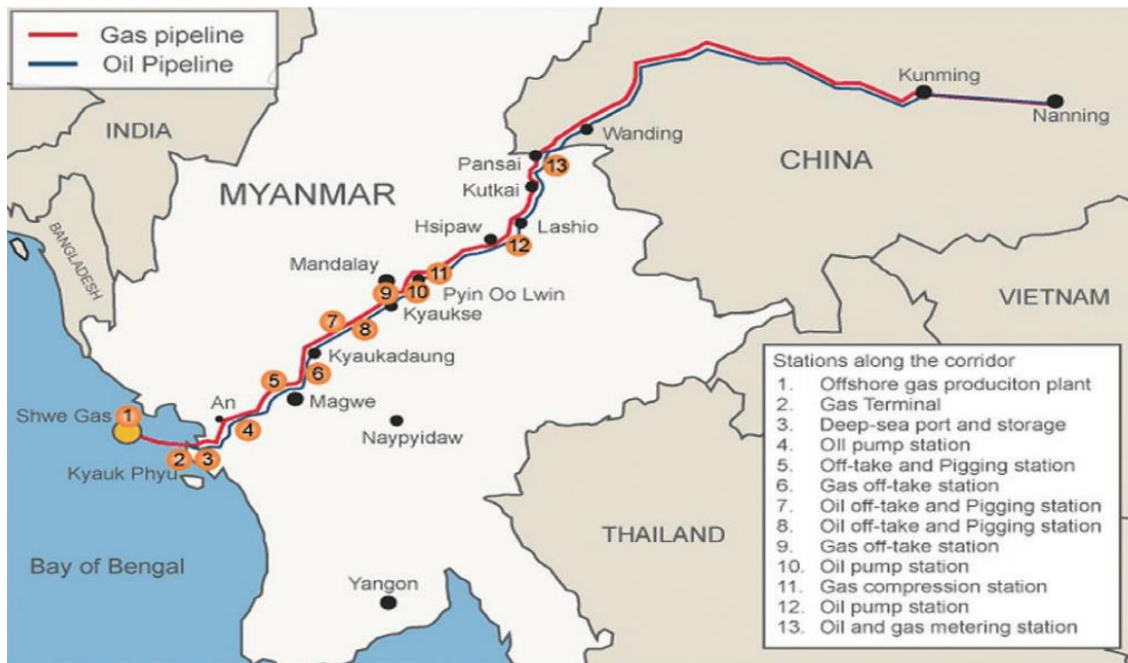 Gas pipeline
Oil Pipeline
INDIA
BANGLADESH
MYANMAR
CHINA
VIETNAM
THAILAND
Kunming
Nanning
Wanding
Pansai
13
Kutkai
Hsipaw
Lashio
12
Mandalay
11
9
10
Pyin Oo Lwin
Kyaukse
7
8
Kyaukadaung
5
6
Magwe
An
4
Naypyidaw
Shwe Gas
1
2
3
Kyauk Phyu
Bay of Bengal
Yangon
Stations along the corridor
1. Offshore gas produciton plant
2. Gas Terminal
3. Deep-sea port and storage
4. OIl pump station
5. Off-take and Pigging station
6. Gas off-take station
7. Oil off-take and Pigging station
8. Oil off-take and Pigging station
9. Gas off-take station
10. Oil pump station
11. Gas compression station
12. Oil pump station
13. Oil and gas metering station